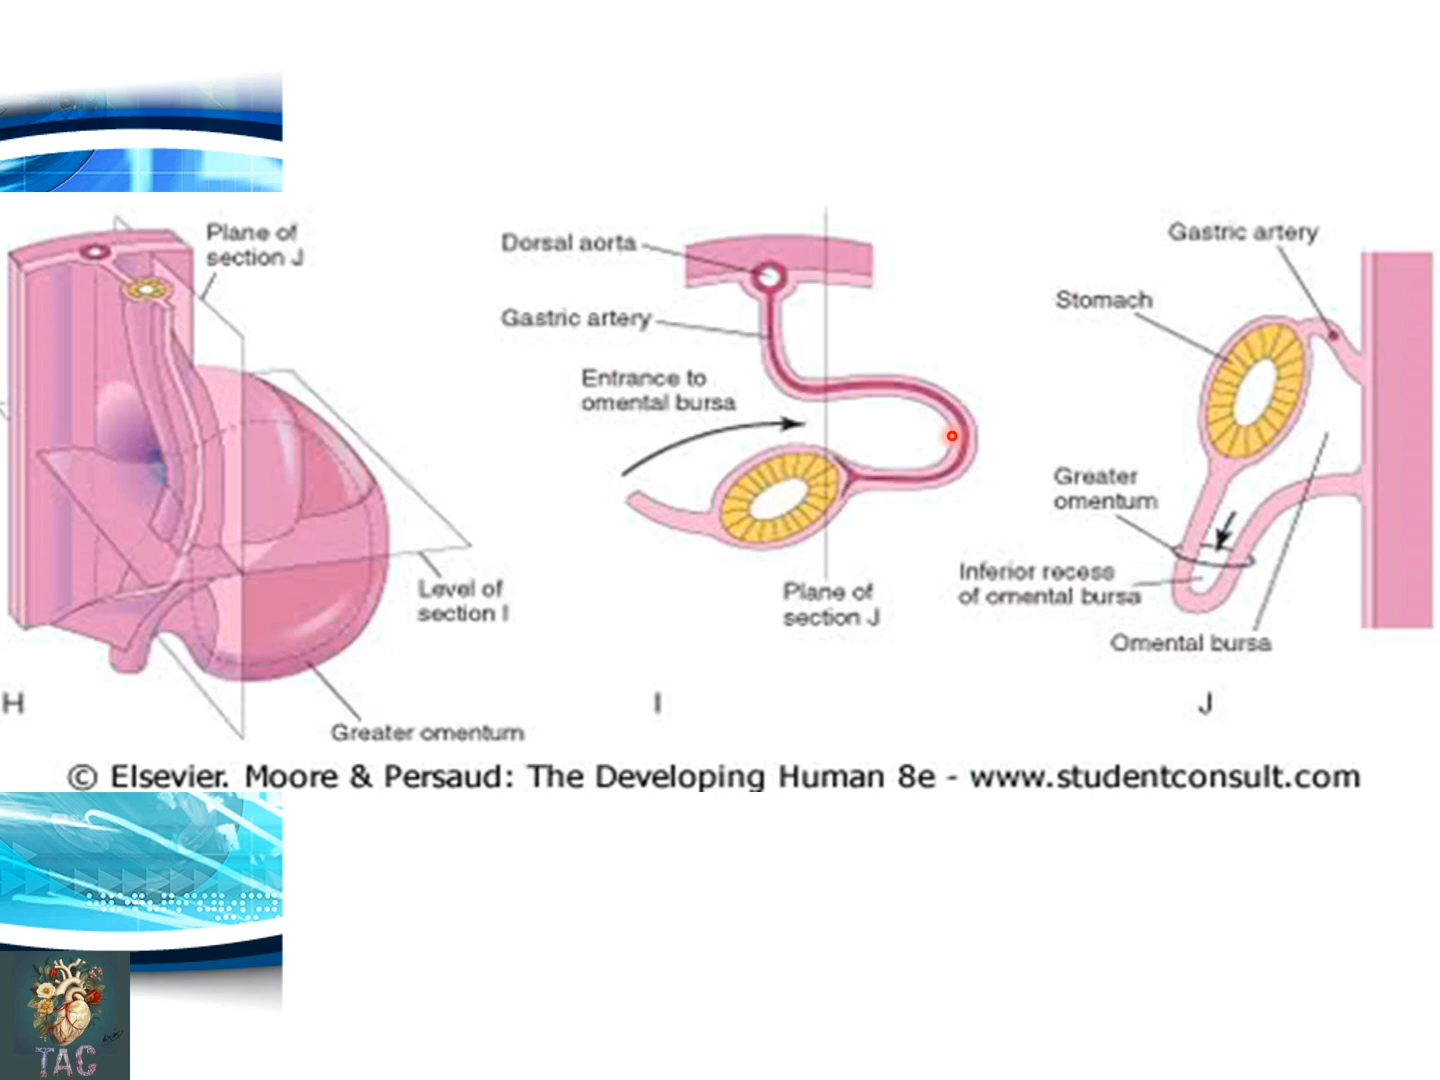 Plane of
section J
Level of
section I
Greater omentum
H
Dorsal aorta
Gastric artery
Entrance to
omental bursa
Plane of
section J
I
Gastric artery
Stomach
Greater
omentum
Inferior recess
of omental bursa
Omental bursa
J
© Elsevier. Moore & Persaud: The Developing Human 8e - www.studentconsult.com
TAC